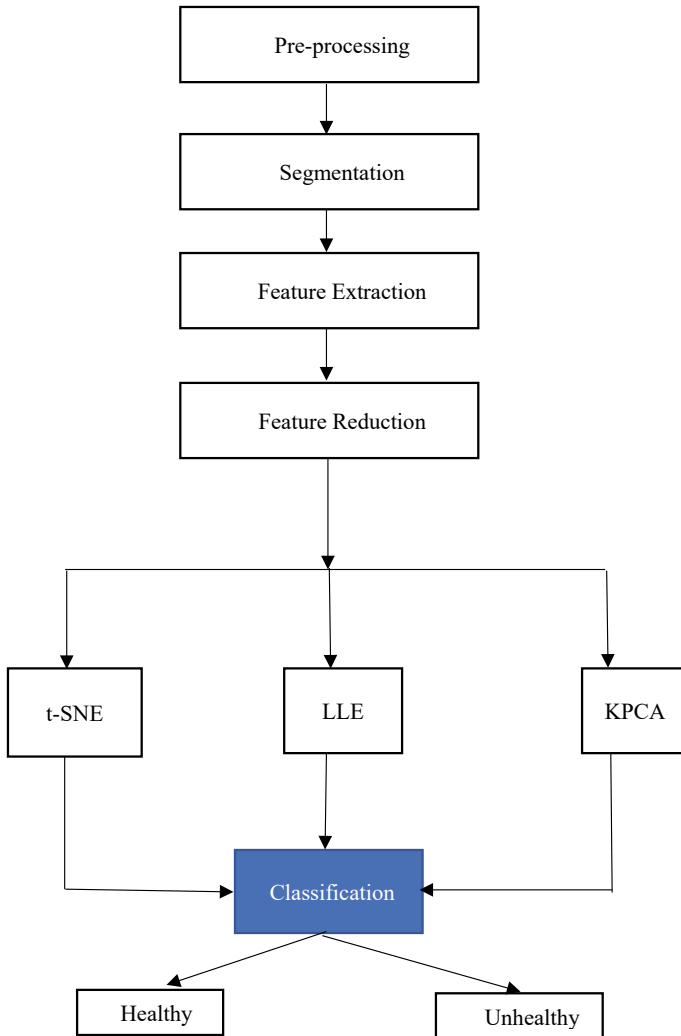 Pre-processing
Segmentation
Feature Extraction
Feature Reduction
t-SNE
LLE
KPCA
Classification
Healthy
Unhealthy